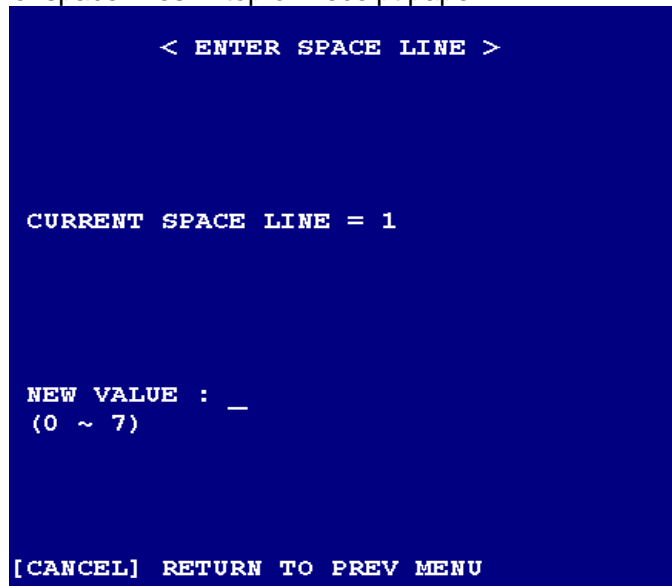 < ENTER SPACE LINE >
CURRENT SPACE LINE = 1
NEW VALUE : _
(0 ~ 7)
[CANCEL] RETURN TO PREV MENU